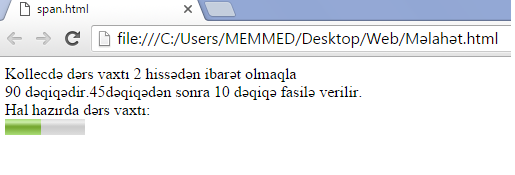 span.html
file:///C:/Users/MEMMED/Desktop/Web/Məlahət.html
Kollecdə dərs vaxtı 2 hissədən ibarət olmaqla
90 dəqiqədir.45dəqiqədən sonra 10 dəqiqə fasilə verilir.
Hal hazırda dərs vaxtı: